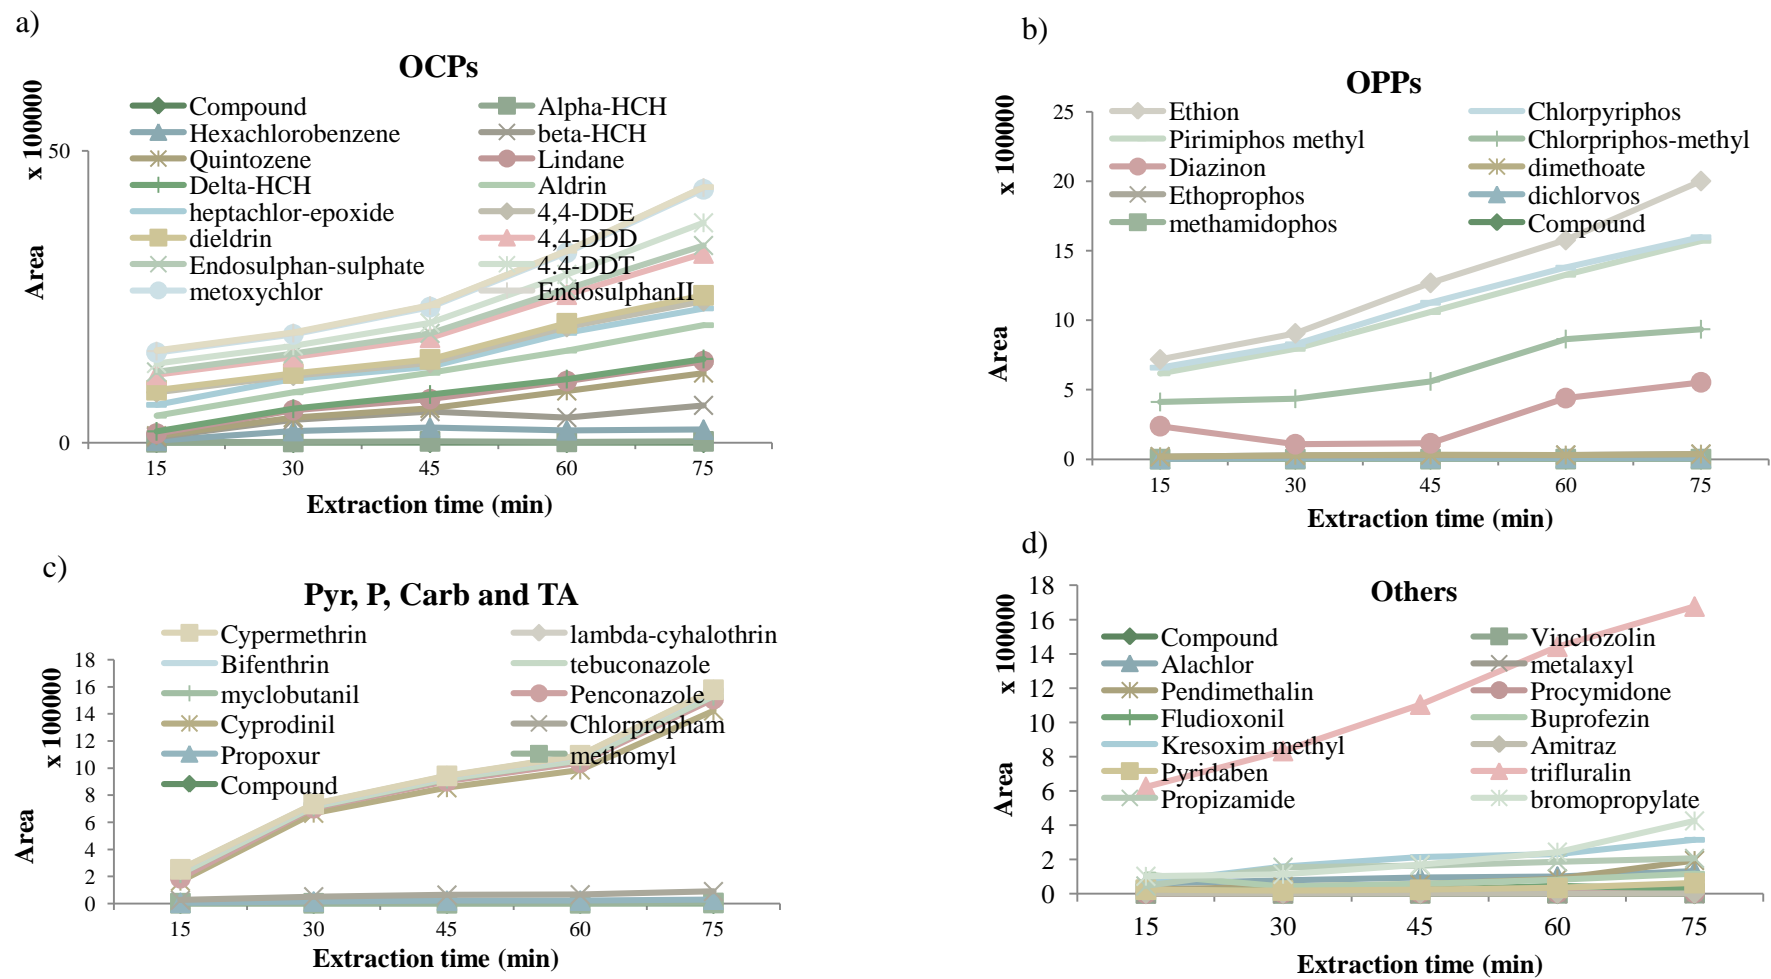 a)
OCPs
x 100000
Area
50
0
Compound
Alpha-HCH
Hexachlorobenzene
beta-HCH
Quintozene
Lindane
Delta-HCH
Aldrin
heptachlor-epoxide
4,4-DDE
dieldrin
4,4-DDD
Endosulphan-sulphate
4.4-DDT
metoxychlor
EndosulphanII
15 30 45 60 75
Extraction time (min)
b)
OPPs
x 100000
Area
25
20
15
10
5
0
Ethion
Chlorpyriphos
Pirimiphos methyl
Chlorpriphos-methyl
Diazinon
dimethoate
Ethoprophos
dichlorvos
methamidophos
Compound
15 30 45 60 75
Extraction time (min)
c)
Pyr, P, Carb and TA
x 100000
Area
18
16
14
12
10
8
6
4
2
0
Cypermethrin
lambda-cyhalothrin
Bifenthrin
tebuconazole
myclobutanil
Penconazole
Cyprodinil
Chlorpropham
Propoxur
methomyl
Compound
15 30 45 60 75
Extraction time (min)
d)
Others
x 100000
Area
18
16
14
12
10
8
6
4
2
0
Compound
Vinclozolin
Alachlor
metalaxyl
Pendimethalin
Procymidone
Fludioxonil
Buprofezin
Kresoxim methyl
Amitraz
Pyridaben
trifluralin
Propizamide
bromopropylate
15 30 45 60 75
Extraction time (min)